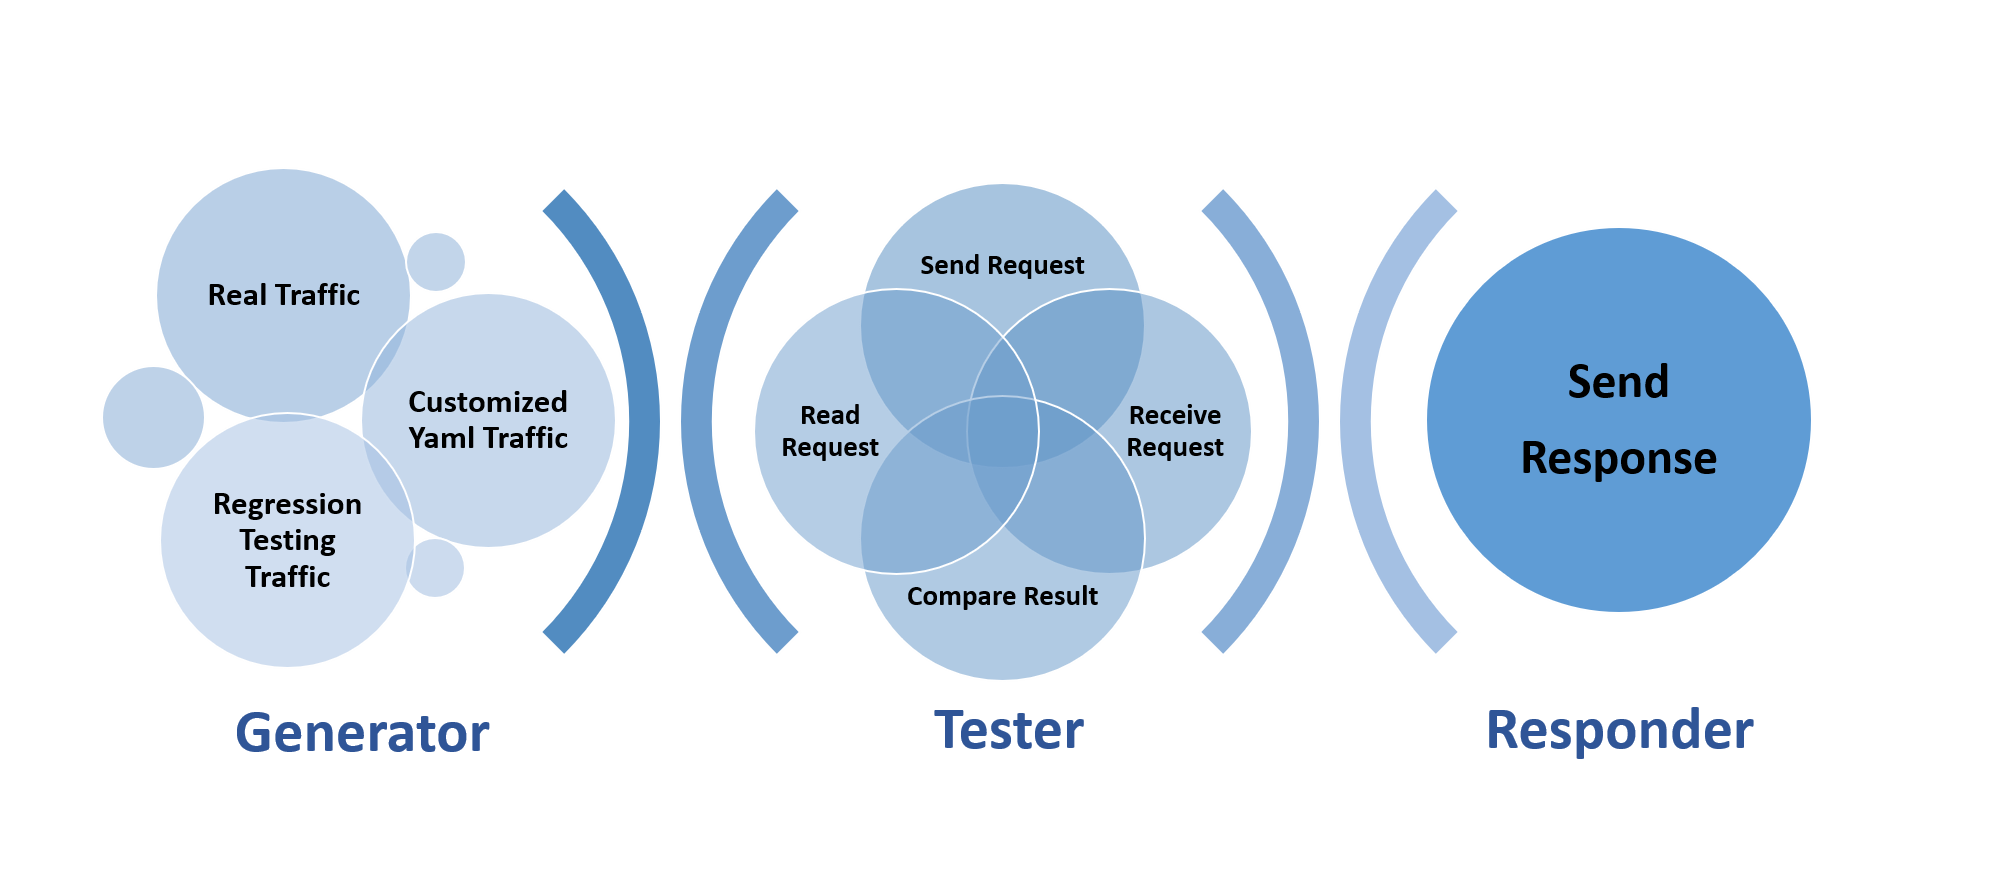 Real Traffic
Customized
Yaml Traffic
Regression
Testing
Traffic
Generator
Send Request
Read
Request
Receive
Request
Compare Result
Tester
Send
Response
Responder